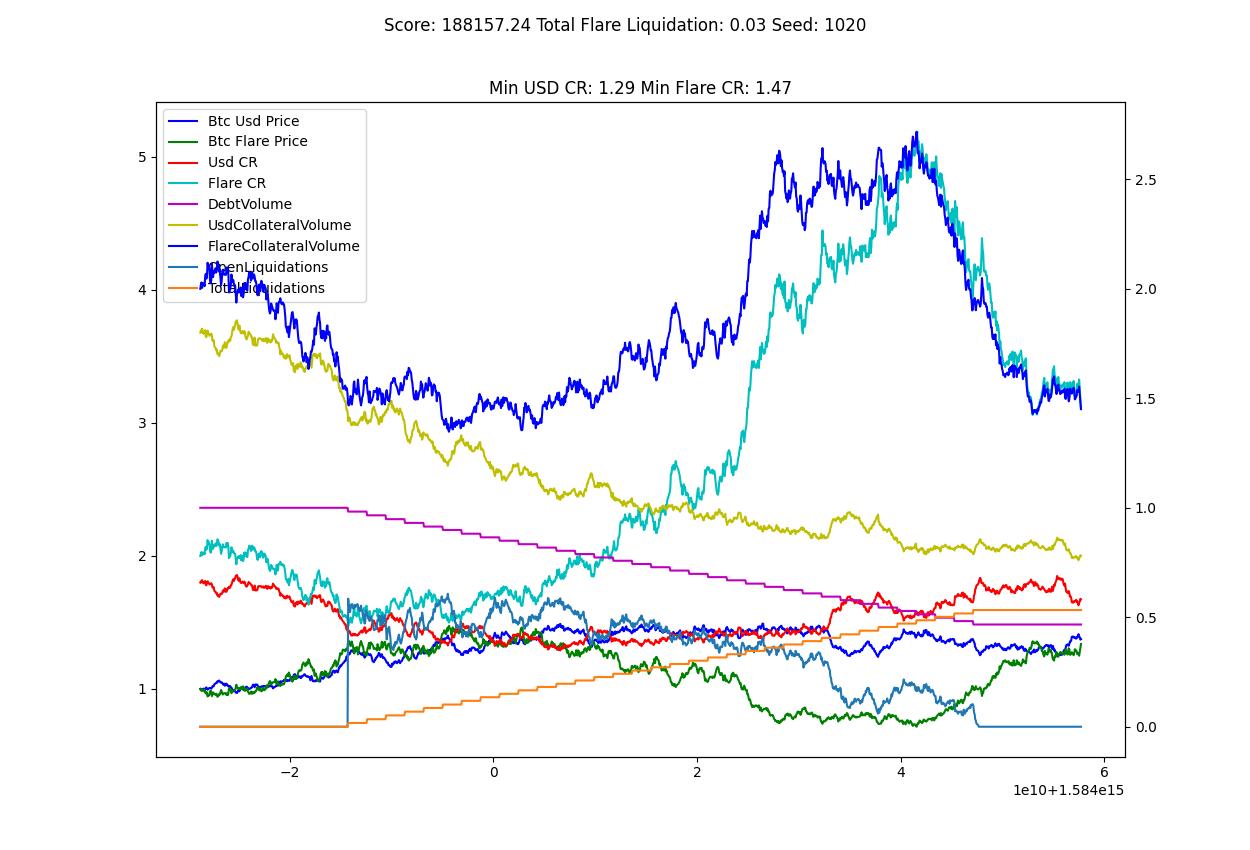 Score: 188157.24 Total Flare Liquidation: 0.03 Seed: 1020
Min USD CR: 1.29 Min Flare CR: 1.47
Btc Usd Price
Btc Flare Price
Usd CR
Flare CR
DebtVolume
UsdCollateralVolume
FlareCollateralVolume
OpenLiquidations
TotalLiquidations
5
4
3
2
1
2.5
2.0
1.5
1.0
0.5
0.0
−2 0 2 4 6
1e10+1.584e15